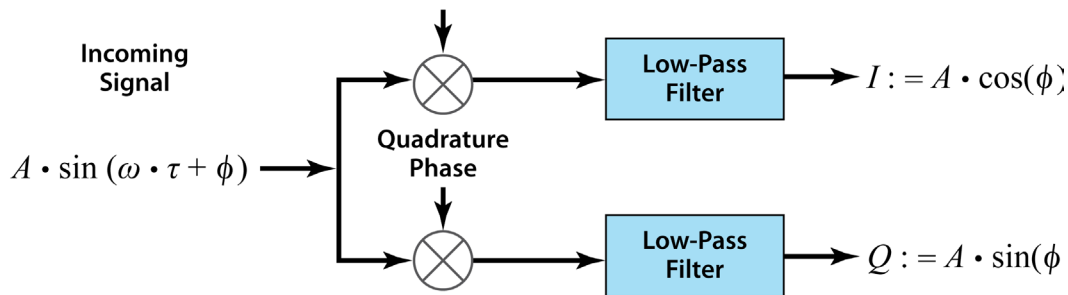 Incoming
Signal
A · sin (ω · τ + ϕ)
Quadrature
Phase
Low-Pass
Filter
I : = A · cos(ϕ)
Low-Pass
Filter
Q : = A · sin(ϕ